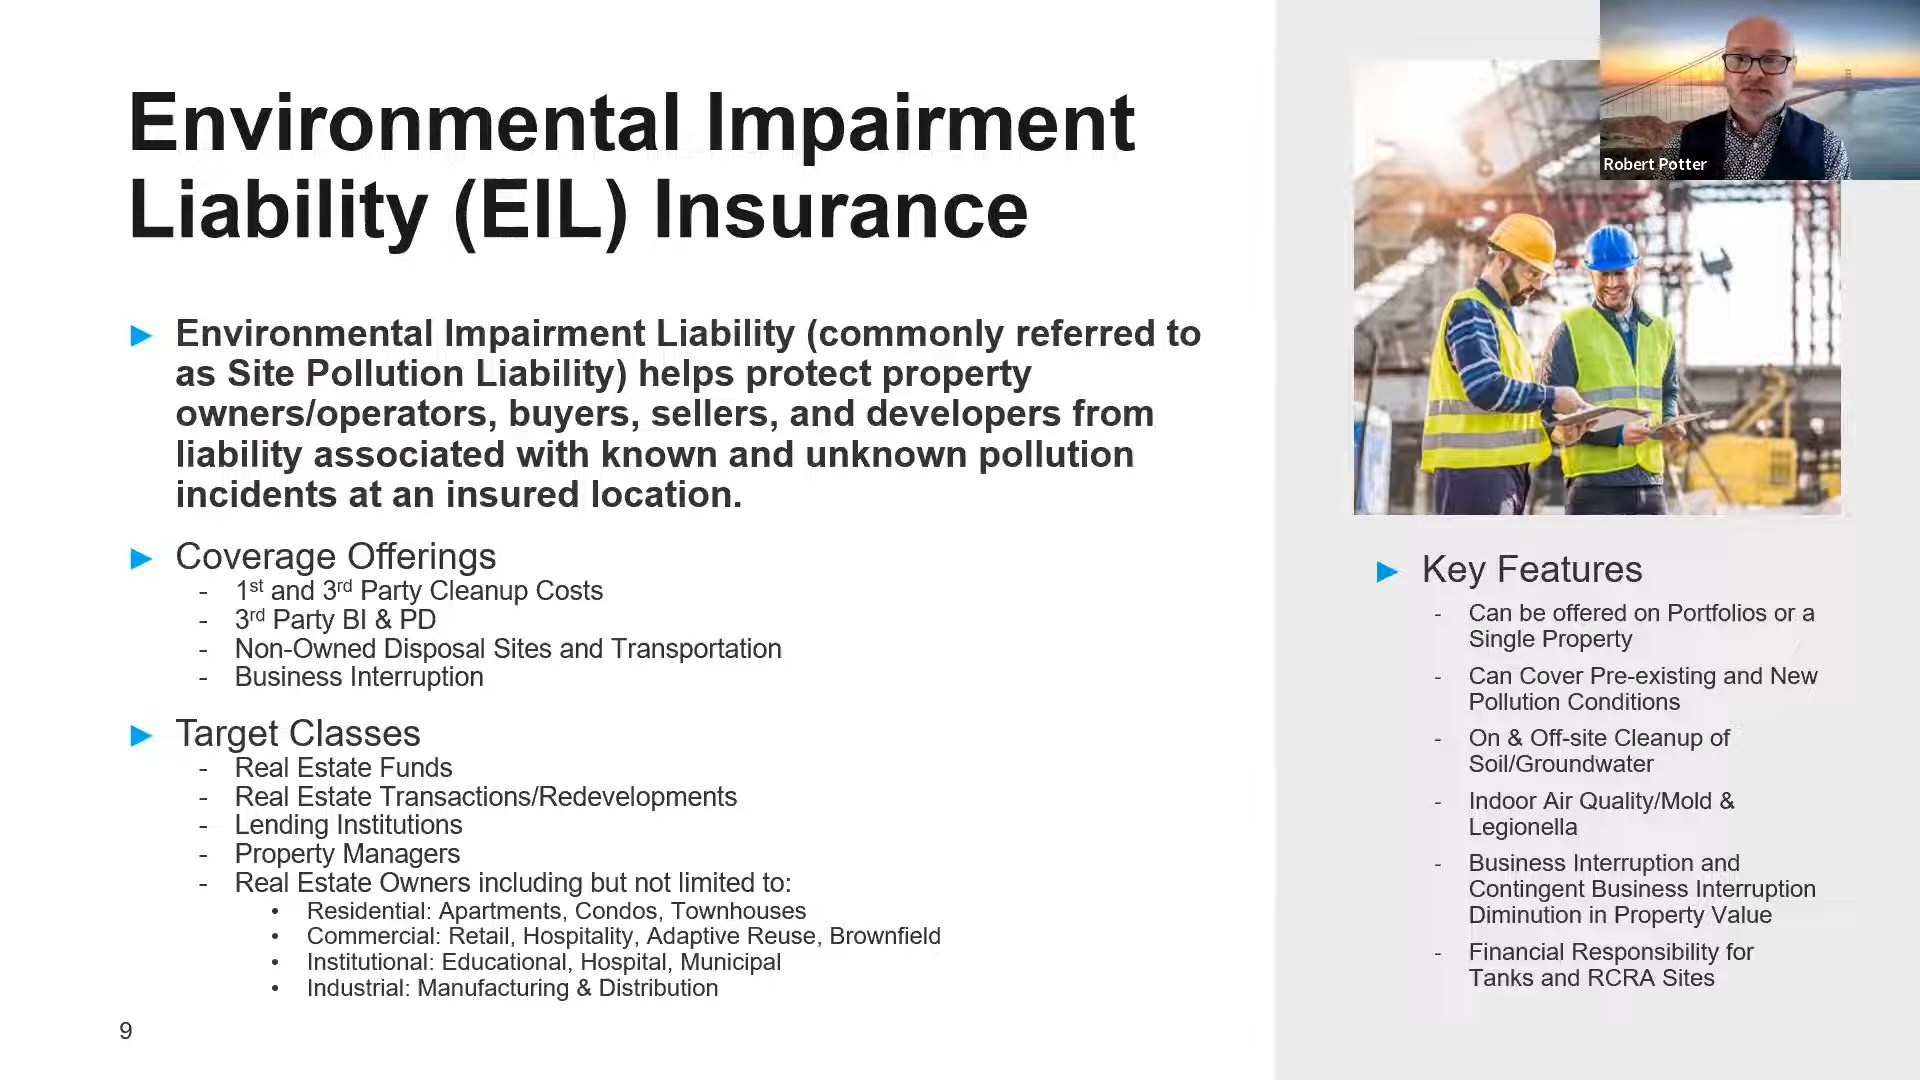 Environmental Impairment
Liability (EIL) Insurance
► Environmental Impairment Liability (commonly referred to
as Site Pollution Liability) helps protect property
owners/operators, buyers, sellers, and developers from
liability associated with known and unknown pollution
incidents at an insured location.
► Coverage Offerings
- 1st and 3rd Party Cleanup Costs
- 3rd Party BI & PD
- Non-Owned Disposal Sites and Transportation
- Business Interruption
► Target Classes
- Real Estate Funds
- Real Estate Transactions/Redevelopments
- Lending Institutions
- Property Managers
- Real Estate Owners including but not limited to:
• Residential: Apartments, Condos, Townhouses
• Commercial: Retail, Hospitality, Adaptive Reuse, Brownfield
• Institutional: Educational, Hospital, Municipal
• Industrial: Manufacturing & Distribution
9
Robert Potter
► Key Features
- Can be offered on Portfolios or a
Single Property
- Can Cover Pre-existing and New
Pollution Conditions
- On & Off-site Cleanup of
Soil/Groundwater
- Indoor Air Quality/Mold &
Legionella
- Business Interruption and
Contingent Business Interruption
Diminution in Property Value
- Financial Responsibility for
Tanks and RCRA Sites